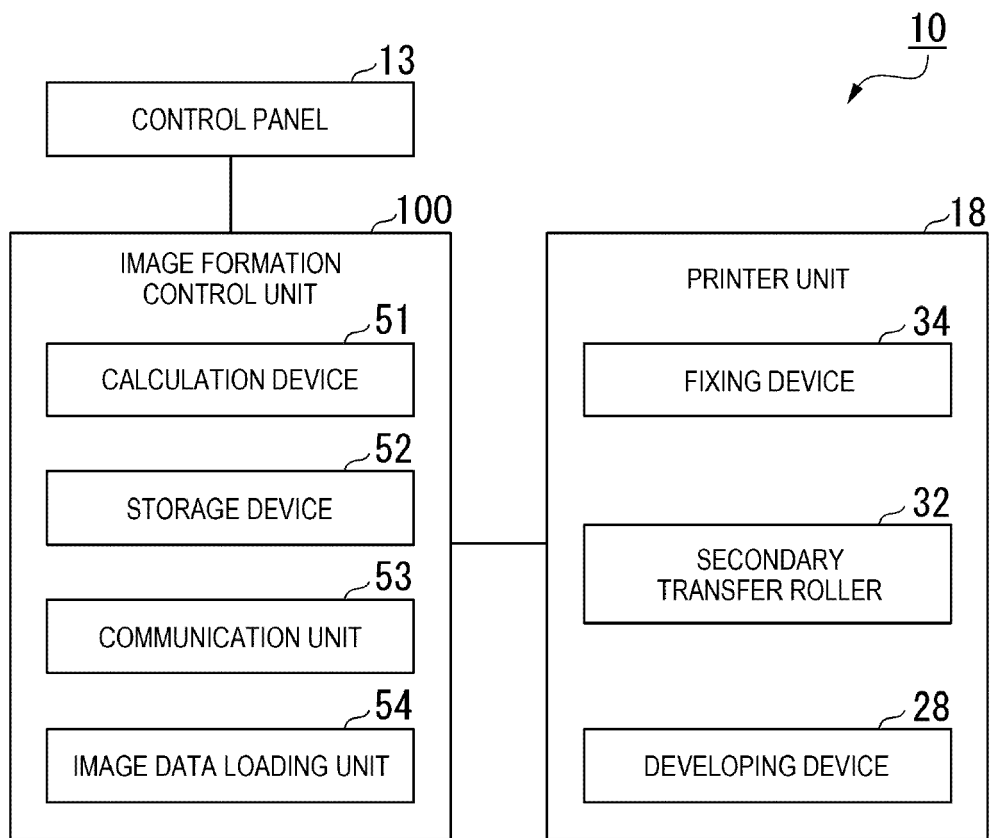 10
13
CONTROL PANEL
100
IMAGE FORMATION
CONTROL UNIT
51
CALCULATION DEVICE
52
STORAGE DEVICE
53
COMMUNICATION UNIT
54
IMAGE DATA LOADING UNIT
18
PRINTER UNIT
34
FIXING DEVICE
32
SECONDARY
TRANSFER ROLLER
28
DEVELOPING DEVICE